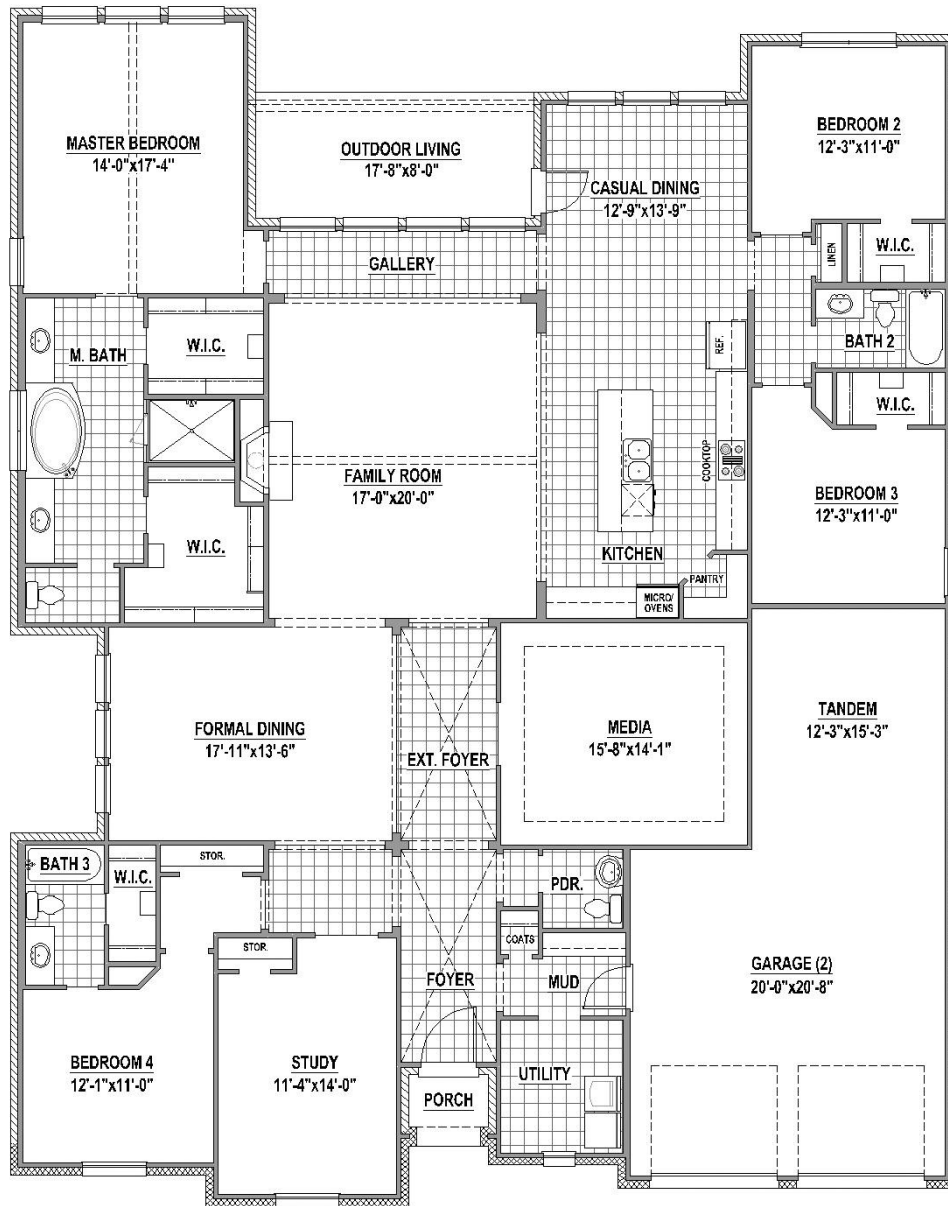 MASTER BEDROOM
14'-0"x17'-4"
OUTDOOR LIVING
17'-8"x8'-0"
CASUAL DINING
12'-9"x13'-9"
BEDROOM 2
12'-3"x11'-0"
GALLERY
LINEN
W.I.C.
M. BATH
W.I.C.
REF.
BATH 2
W.I.C.
FAMILY ROOM
17'-0"x20'-0"
COOKTOP
BEDROOM 3
12'-3"x11'-0"
W.I.C.
KITCHEN
PANTRY
MICRO/
OVENS
FORMAL DINING
17'-11"x13'-6"
EXT. FOYER
MEDIA
15'-8"x14'-1"
TANDEM
12'-3"x15'-3"
BATH 3
W.I.C.
STOR.
PDR.
STOR.
COATS
FOYER
MUD
GARAGE (2)
20'-0"x20'-8"
BEDROOM 4
12'-1"x11'-0"
STUDY
11'-4"x14'-0"
PORCH
UTILITY